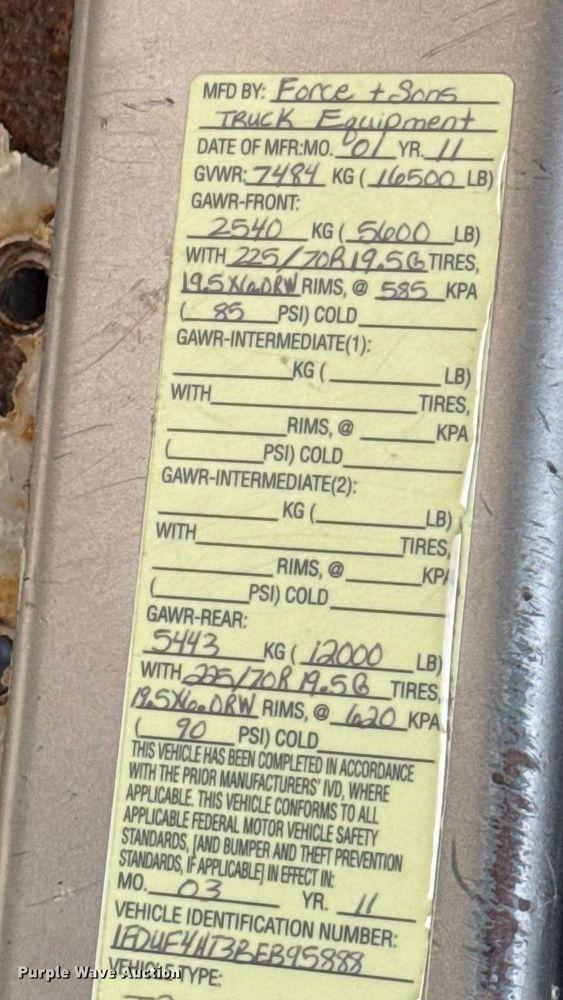 MFD BY: Force + Sons
TRUCK Equipment
DATE OF MFR:MO. 01 YR. 11
GVWR: 7484 KG ( 16500 LB)
GAWR-FRONT:
2540 KG ( 5600 LB)
WITH 225/70R19.5G TIRES,
19.5X6.0RW RIMS, @ 585 KPA
( 85 PSI) COLD
GAWR-INTERMEDIATE(1):
KG ( LB)
WITH TIRES,
RIMS, @ KPA
( PSI) COLD
GAWR-INTERMEDIATE(2):
KG ( LB)
WITH TIRES,
RIMS, @ KPA
( PSI) COLD
GAWR-REAR:
5443 KG ( 12000 LB)
WITH 225/70R 19.5G TIRES,
19.5X6.0RW RIMS, @ 620 KPA
( 90 PSI) COLD
THIS VEHICLE HAS BEEN COMPLETED IN ACCORDANCE
WITH THE PRIOR MANUFACTURERS' IVD, WHERE
APPLICABLE. THIS VEHICLE CONFORMS TO ALL
APPLICABLE FEDERAL MOTOR VEHICLE SAFETY
STANDARDS, [AND BUMPER AND THEFT PREVENTION
STANDARDS, IF APPLICABLE] IN EFFECT IN:
MO. 03 YR. 11
VEHICLE IDENTIFICATION NUMBER:
1FDUF4HT3BEB95888
VEHICLE TYPE:
Purple Wave Auction